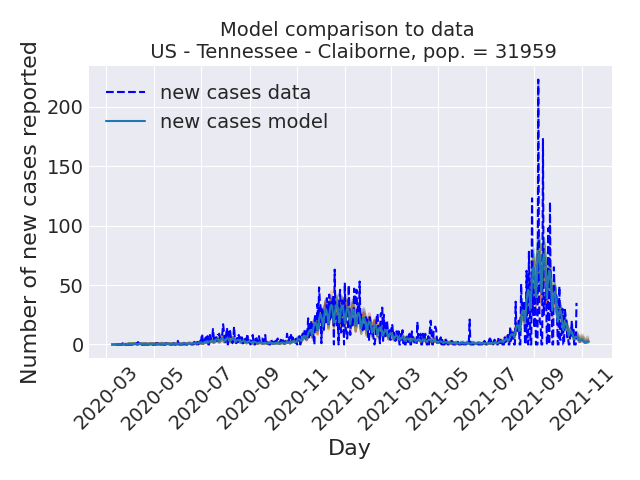 Model comparison to data
US - Tennessee - Claiborne, pop. = 31959
Number of new cases reported
200
150
100
50
0
new cases data
new cases model
2020-03
2020-05
2020-07
2020-09
2020-11
2021-01
2021-03
2021-05
2021-07
2021-09
2021-11
Day